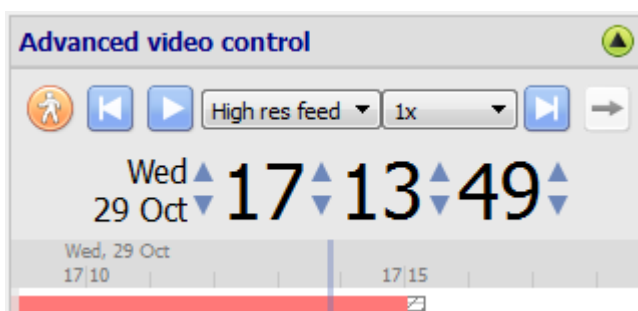 Advanced video control
High res feed 1x
Wed
29 Oct 17 13 49
Wed, 29 Oct
17 10 17 15